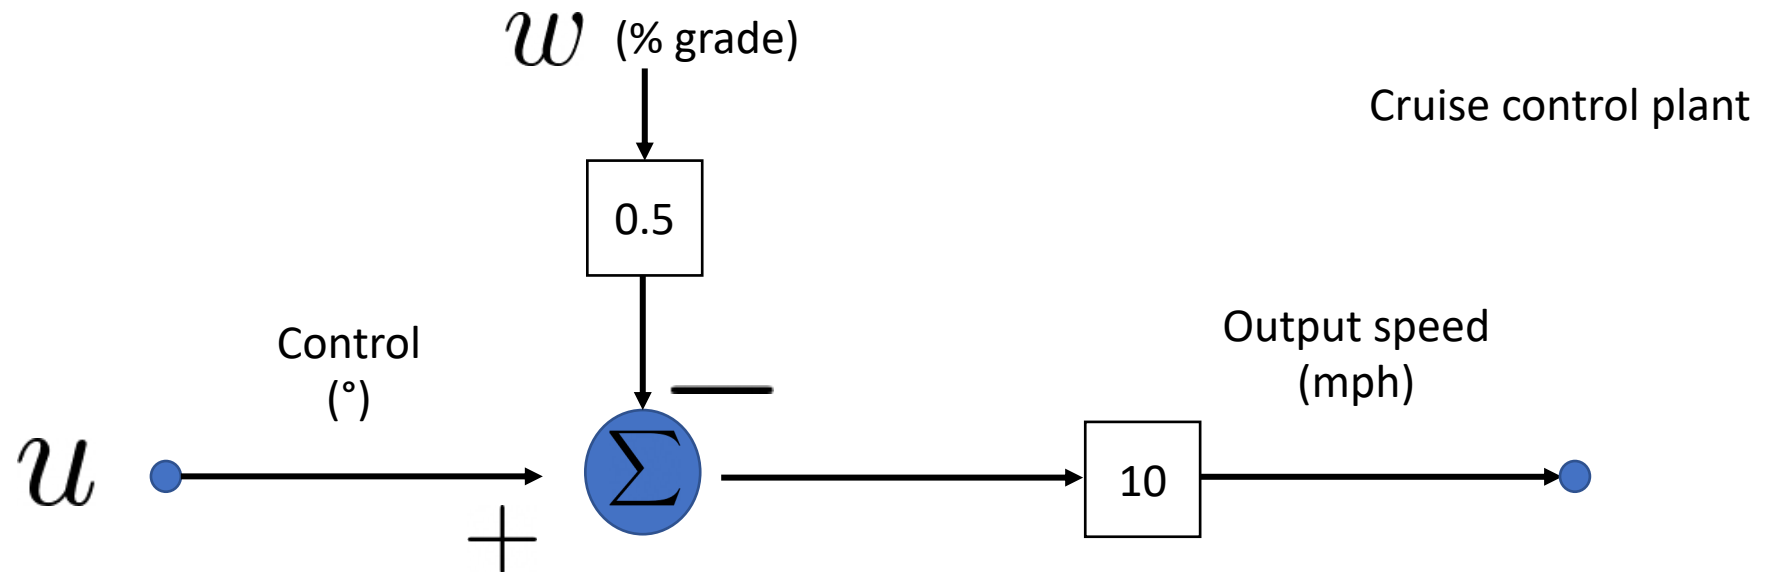 w (% grade)
Cruise control plant
0.5
Control
(°)
−
Output speed
(mph)
u
Σ
10
+